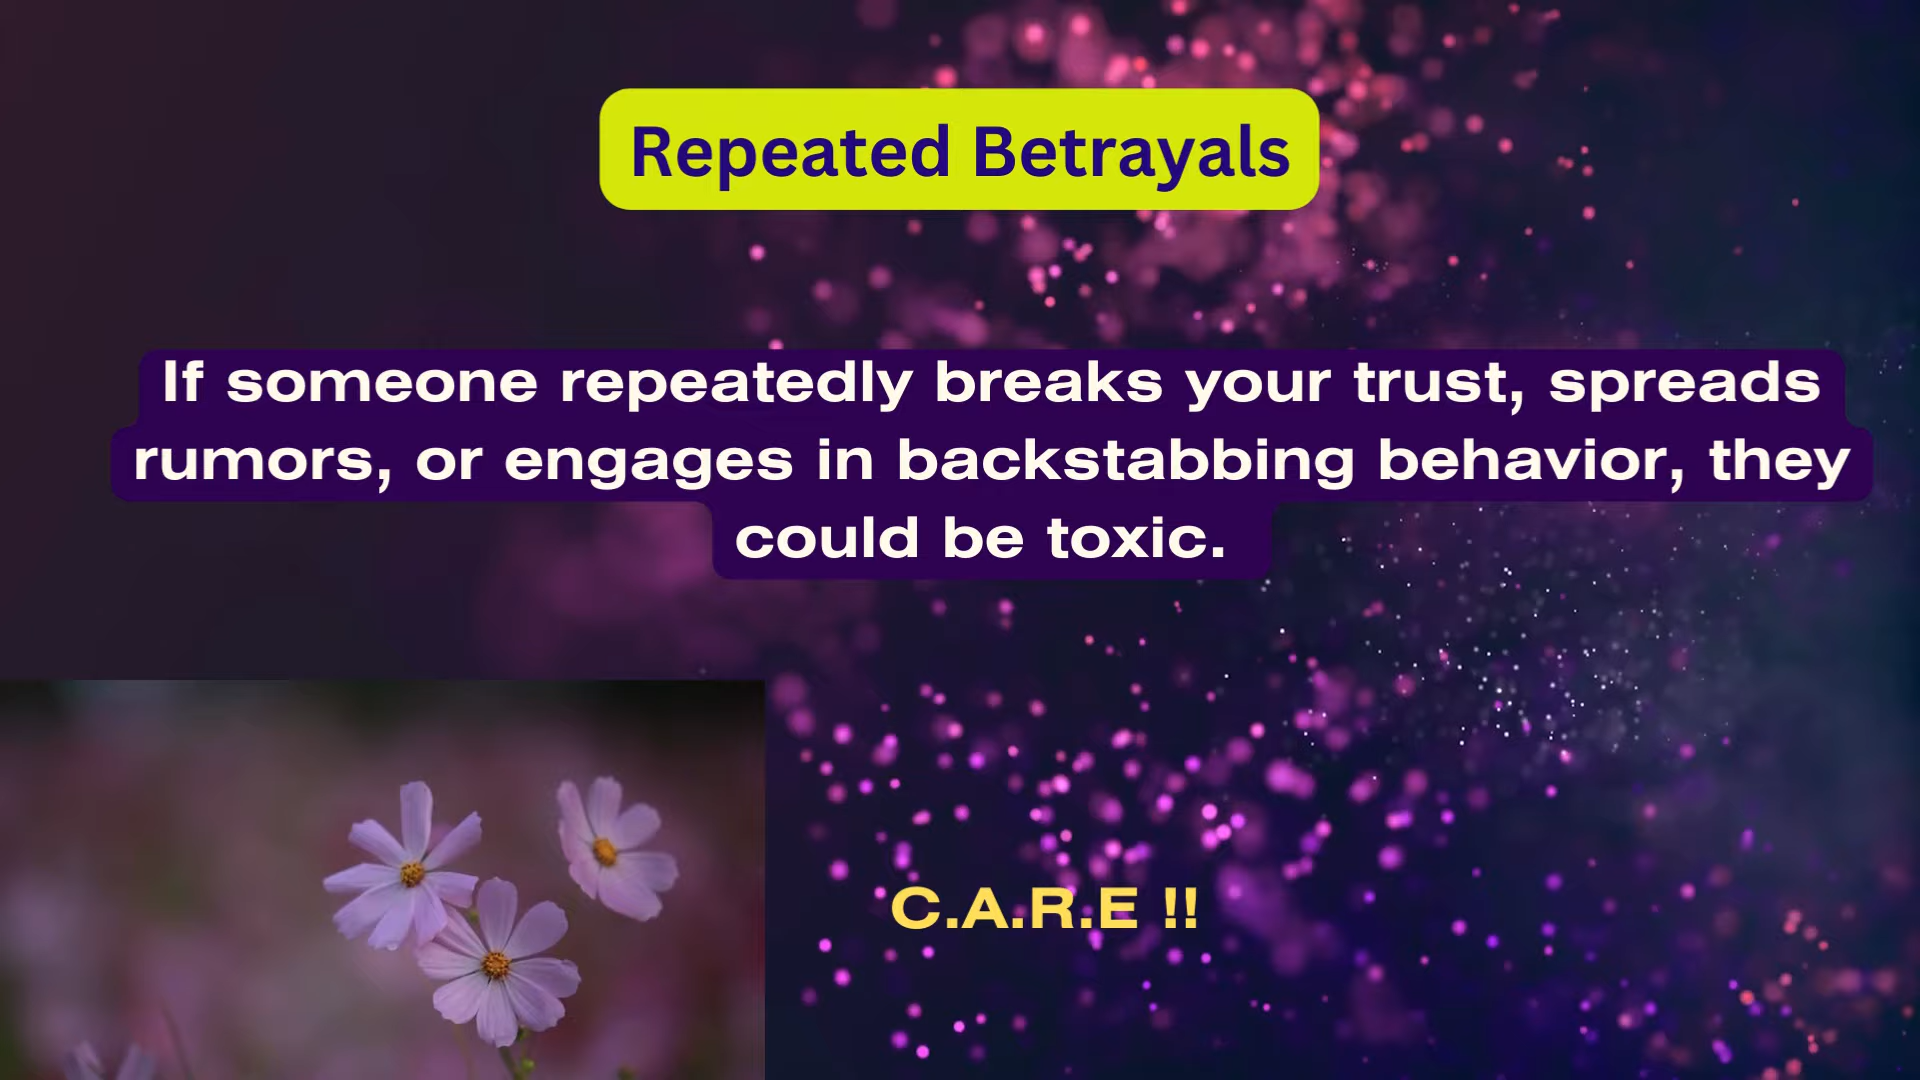 Repeated Betrayals
If someone repeatedly breaks your trust, spreads
rumors, or engages in backstabbing behavior, they
could be toxic.
C.A.R.E !!